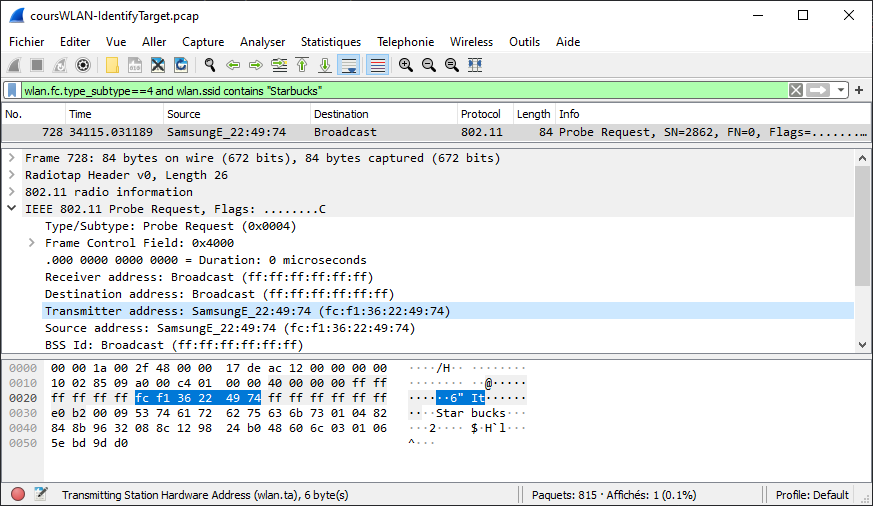 coursWLAN-IdentifyTarget.pcap
Fichier Editer Vue Aller Capture Analyser Statistiques Telephonie Wireless Outils Aide
wlan.fc.type_subtype==4 and wlan.ssid contains "Starbucks"
No. Time Source Destination Protocol Length Info
728 34115.031189 SamsungE_22:49:74 Broadcast 802.11 84 Probe Request, SN=2862, FN=0, Flags=.......…
Frame 728: 84 bytes on wire (672 bits), 84 bytes captured (672 bits)
Radiotap Header v0, Length 26
802.11 radio information
IEEE 802.11 Probe Request, Flags: ........C
Type/Subtype: Probe Request (0x0004)
Frame Control Field: 0x4000
.000 0000 0000 0000 = Duration: 0 microseconds
Receiver address: Broadcast (ff:ff:ff:ff:ff:ff)
Destination address: Broadcast (ff:ff:ff:ff:ff:ff)
Transmitter address: SamsungE_22:49:74 (fc:f1:36:22:49:74)
Source address: SamsungE_22:49:74 (fc:f1:36:22:49:74)
BSS Id: Broadcast (ff:ff:ff:ff:ff:ff)
0000 00 00 1a 00 2f 48 00 00 17 de ac 12 00 00 00 00 ····/H·· ········
0010 10 02 85 09 a0 00 c4 01 00 00 40 00 00 00 ff ff ········ ··@·····
0020 ff ff ff ff fc f1 36 22 49 74 ff ff ff ff ff ff ······6" It······
0030 e0 b2 00 09 53 74 61 72 62 75 63 6b 73 01 04 82 ····Star bucks···
0040 84 8b 96 32 08 8c 12 98 24 b0 48 60 6c 03 01 06 ···2···· $·H`l···
0050 5e bd 9d d0 ^···
Transmitting Station Hardware Address (wlan.ta), 6 byte(s) Paquets: 815 · Affichés: 1 (0.1%) Profile: Default